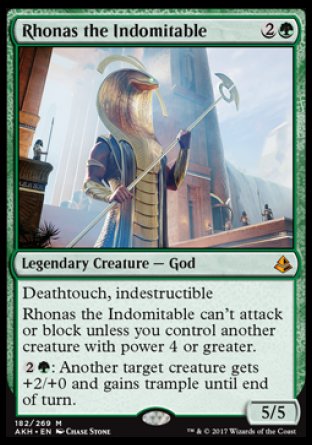 Rhonas the Indomitable 2
Legendary Creature — God
Deathtouch, indestructible
Rhonas the Indomitable can't attack
or block unless you control another
creature with power 4 or greater.
2 : Another target creature gets
+2/+0 and gains trample until end
of turn.
5/5
182/269 M
AKH • EN Chase Stone
™ & © 2017 Wizards of the Coast